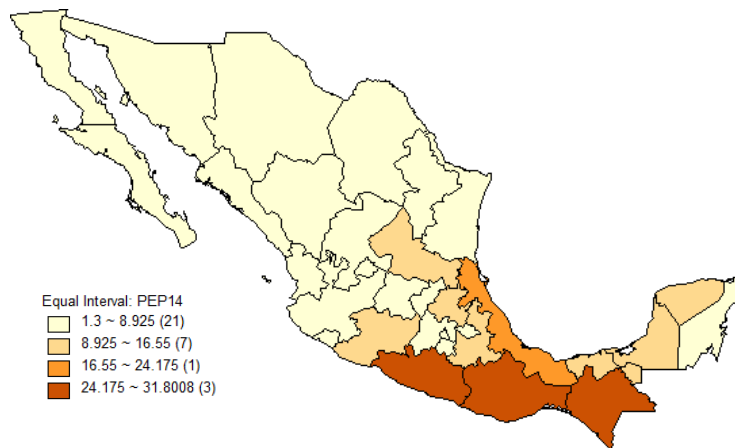 Equal Interval: PEP14
1.3 ~ 8.925 (21)
8.925 ~ 16.55 (7)
16.55 ~ 24.175 (1)
24.175 ~ 31.8008 (3)